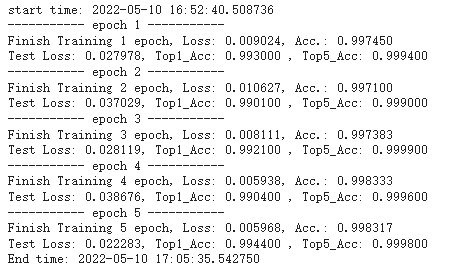 start time: 2022-05-10 16:52:40.508736
----------- epoch 1 -----------
Finish Training 1 epoch, Loss: 0.009024, Acc.: 0.997450
Test Loss: 0.027978, Top1_Acc: 0.993000 , Top5_Acc: 0.999400
----------- epoch 2 -----------
Finish Training 2 epoch, Loss: 0.010627, Acc.: 0.997100
Test Loss: 0.037029, Top1_Acc: 0.990100 , Top5_Acc: 0.999000
----------- epoch 3 -----------
Finish Training 3 epoch, Loss: 0.008111, Acc.: 0.997383
Test Loss: 0.028119, Top1_Acc: 0.992100 , Top5_Acc: 0.999900
----------- epoch 4 -----------
Finish Training 4 epoch, Loss: 0.005938, Acc.: 0.998333
Test Loss: 0.038676, Top1_Acc: 0.990400 , Top5_Acc: 0.999600
----------- epoch 5 -----------
Finish Training 5 epoch, Loss: 0.005968, Acc.: 0.998317
Test Loss: 0.022283, Top1_Acc: 0.994400 , Top5_Acc: 0.999800
End time: 2022-05-10 17:05:35.542750